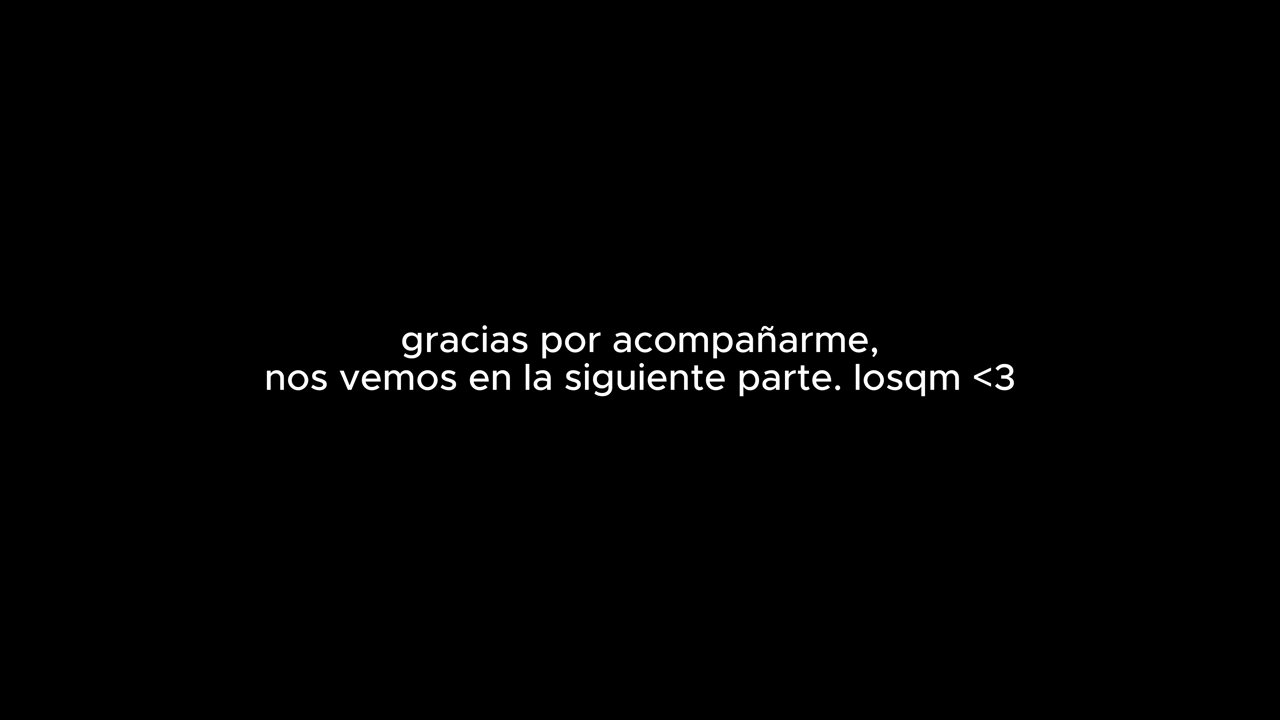 gracias por acompañarme,
nos vemos en la siguiente parte. losqm <3